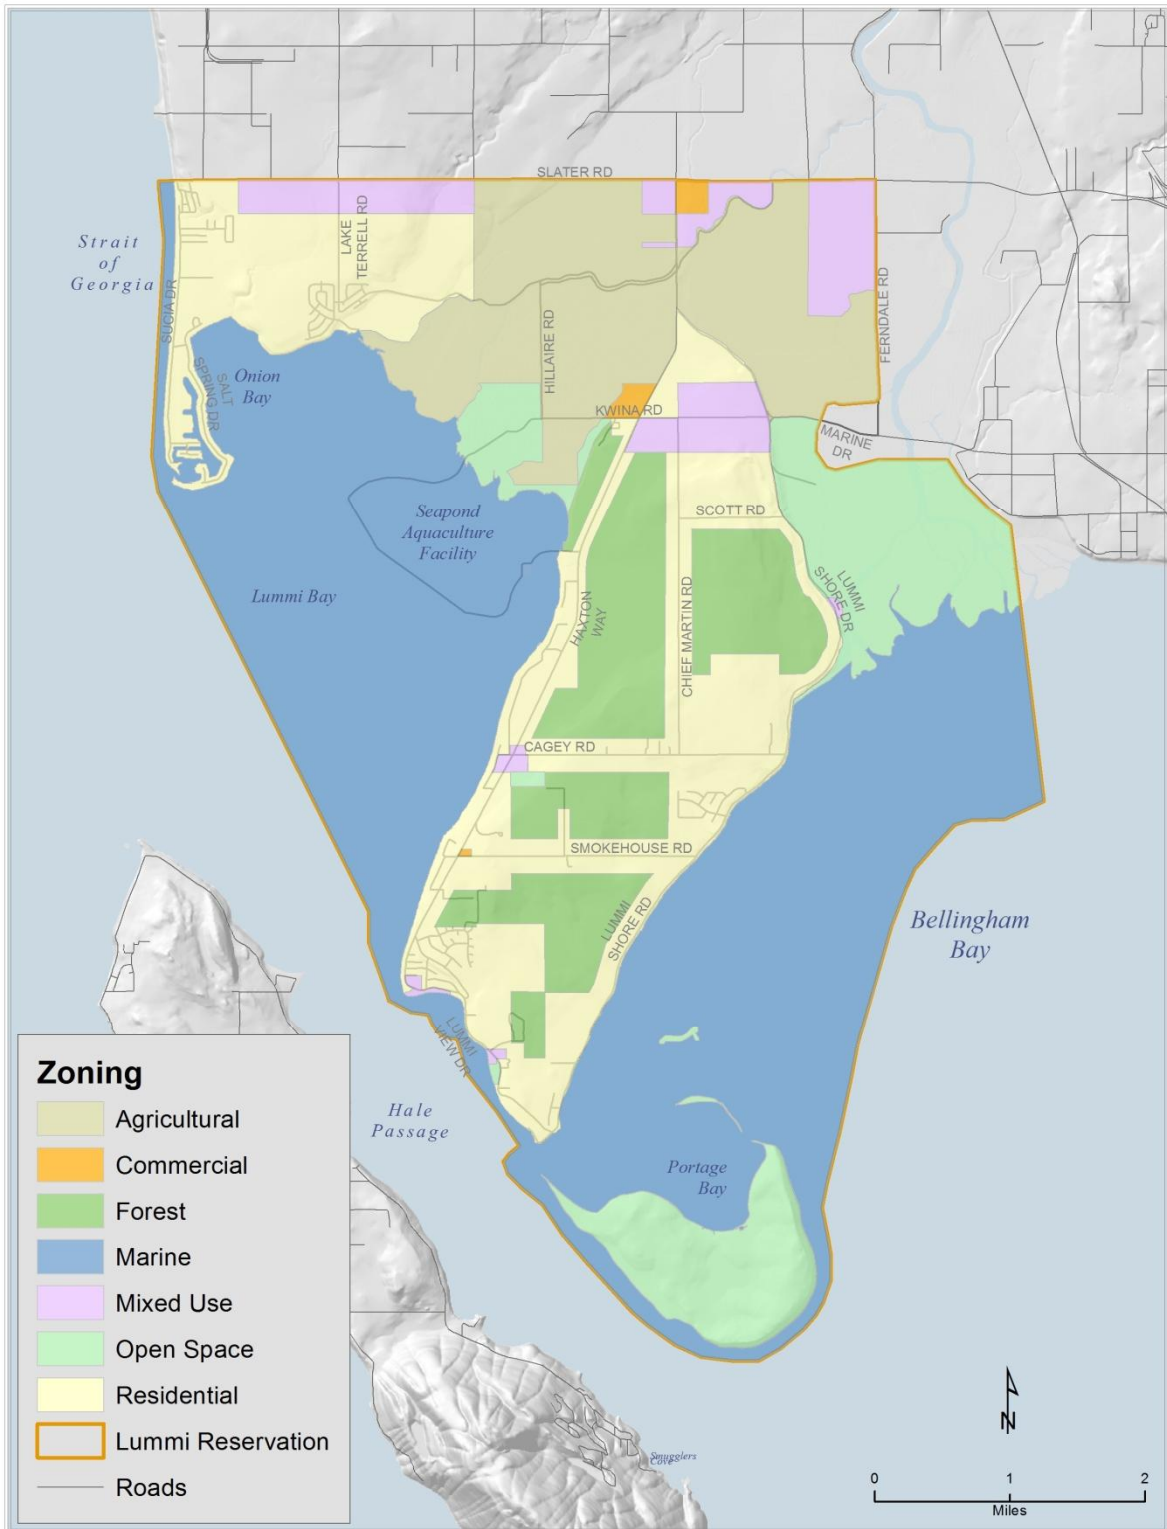 SLATER RD
Strait
of
Georgia
LAKE
TERRELL RD
SUCIA DR
SALT
SPRING DR
Onion
Bay
HILLAIRE RD
FERNDALE RD
KWINA RD
MARINE
DR
Seapond
Aquaculture
Facility
SCOTT RD
Lummi Bay
HAXTON
WAY
CHIEF MARTIN RD
LUMMI
SHORE DR
CAGEY RD
SMOKEHOUSE RD
LUMMI
SHORE RD
Bellingham
Bay
LUMMI
VIEW DR
Hale
Passage
Portage
Bay
Zoning
Agricultural
Commercial
Forest
Marine
Mixed Use
Open Space
Residential
Lummi Reservation
Roads
Smugglers
Cove
N
0 1 2
Miles